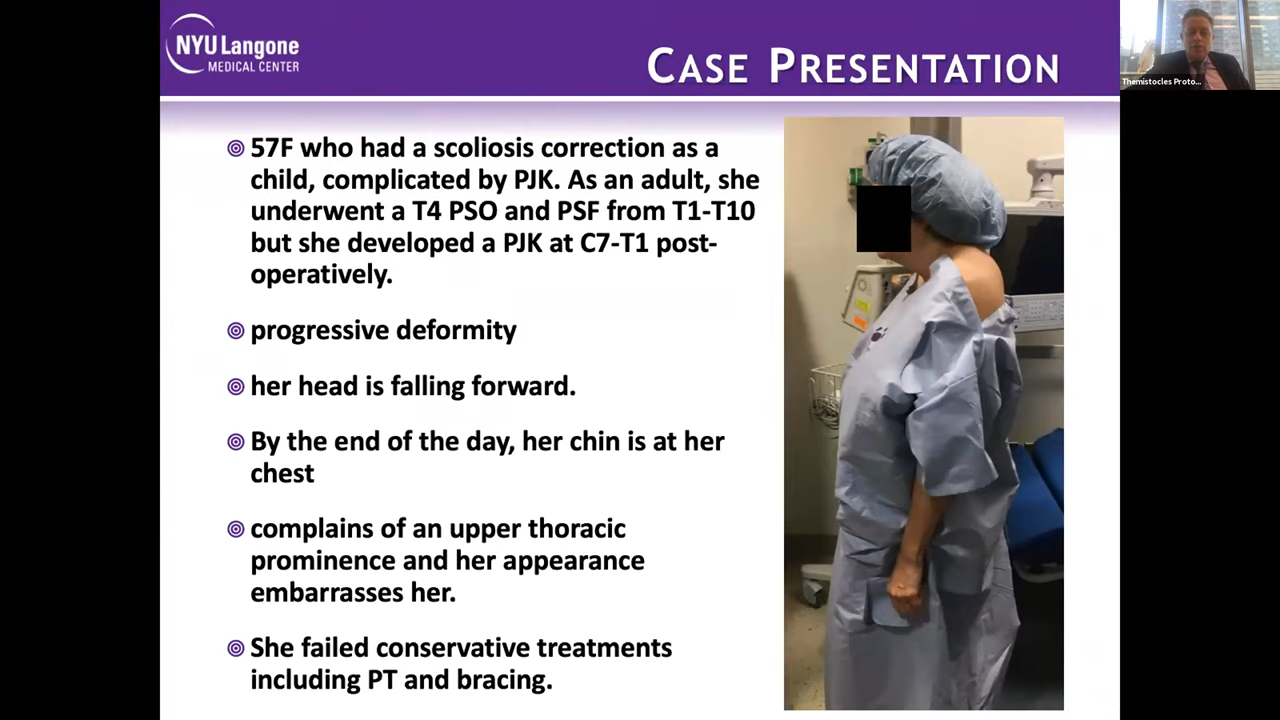 NYU Langone
MEDICAL CENTER
CASE PRESENTATION
Themistocles Proto...
57F who had a scoliosis correction as a
child, complicated by PJK. As an adult, she
underwent a T4 PSO and PSF from T1-T10
but she developed a PJK at C7-T1 post-
operatively.
progressive deformity
her head is falling forward.
By the end of the day, her chin is at her
chest
complains of an upper thoracic
prominence and her appearance
embarrasses her.
She failed conservative treatments
including PT and bracing.